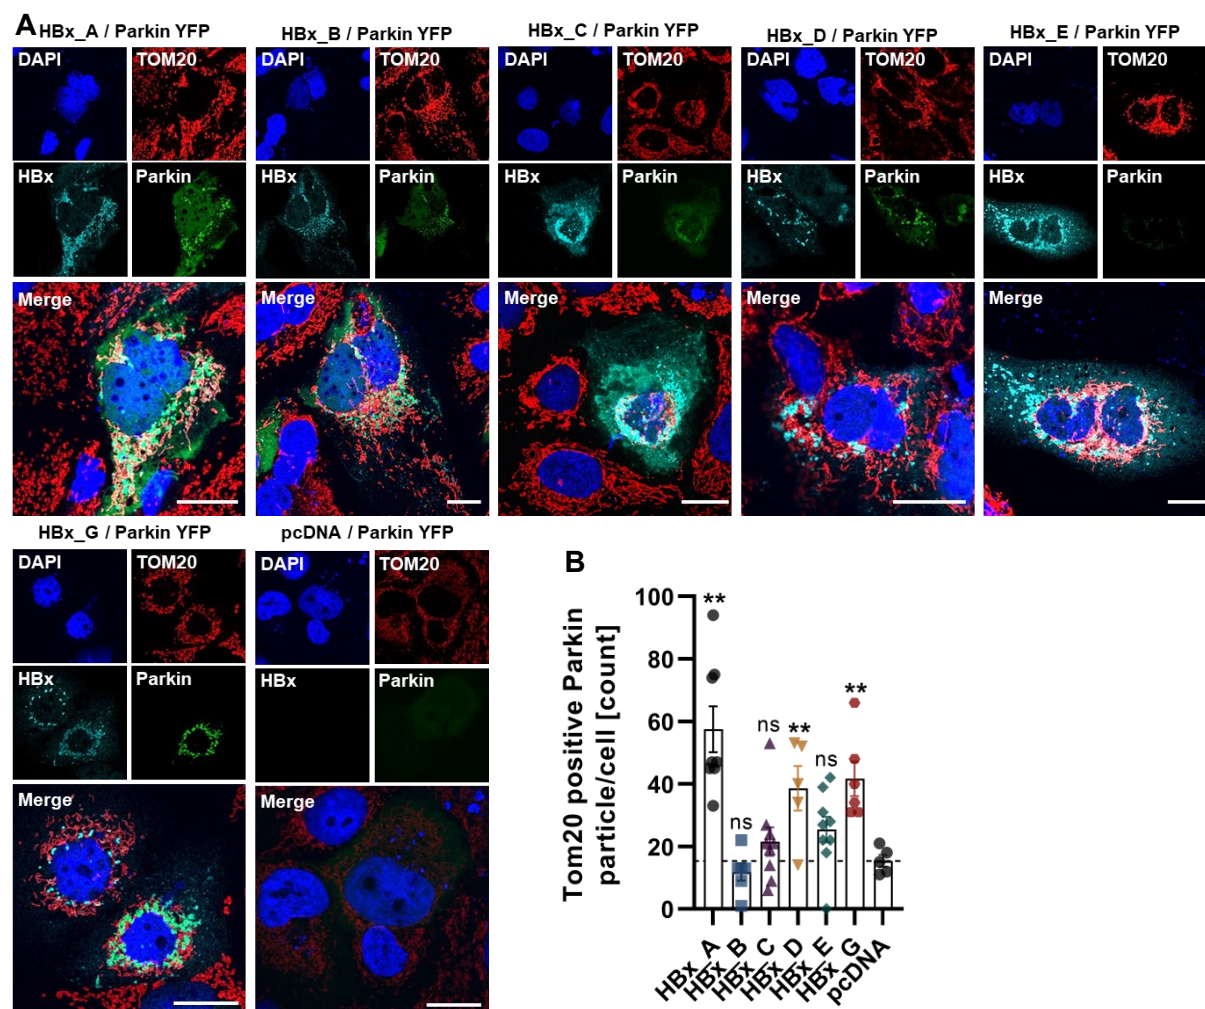 A
HBx_A / Parkin YFP
HBx_B / Parkin YFP
HBx_C / Parkin YFP
HBx_D / Parkin YFP
HBx_E / Parkin YFP
DAPI TOM20
DAPI TOM20
DAPI TOM20
DAPI TOM20
DAPI TOM20
HBx Parkin
HBx Parkin
HBx Parkin
HBx Parkin
HBx Parkin
Merge
Merge
Merge
Merge
Merge
HBx_G / Parkin YFP
pcDNA / Parkin YFP
DAPI TOM20
DAPI TOM20
HBx Parkin
HBx Parkin
Merge
Merge
B
Tom20 positive Parkin
particle/cell [count]
100
80
60
40
20
0
**
ns
ns
**
ns
**
HBx_A
HBx_B
HBx_C
HBx_D
HBx_E
HBx_G
pcDNA